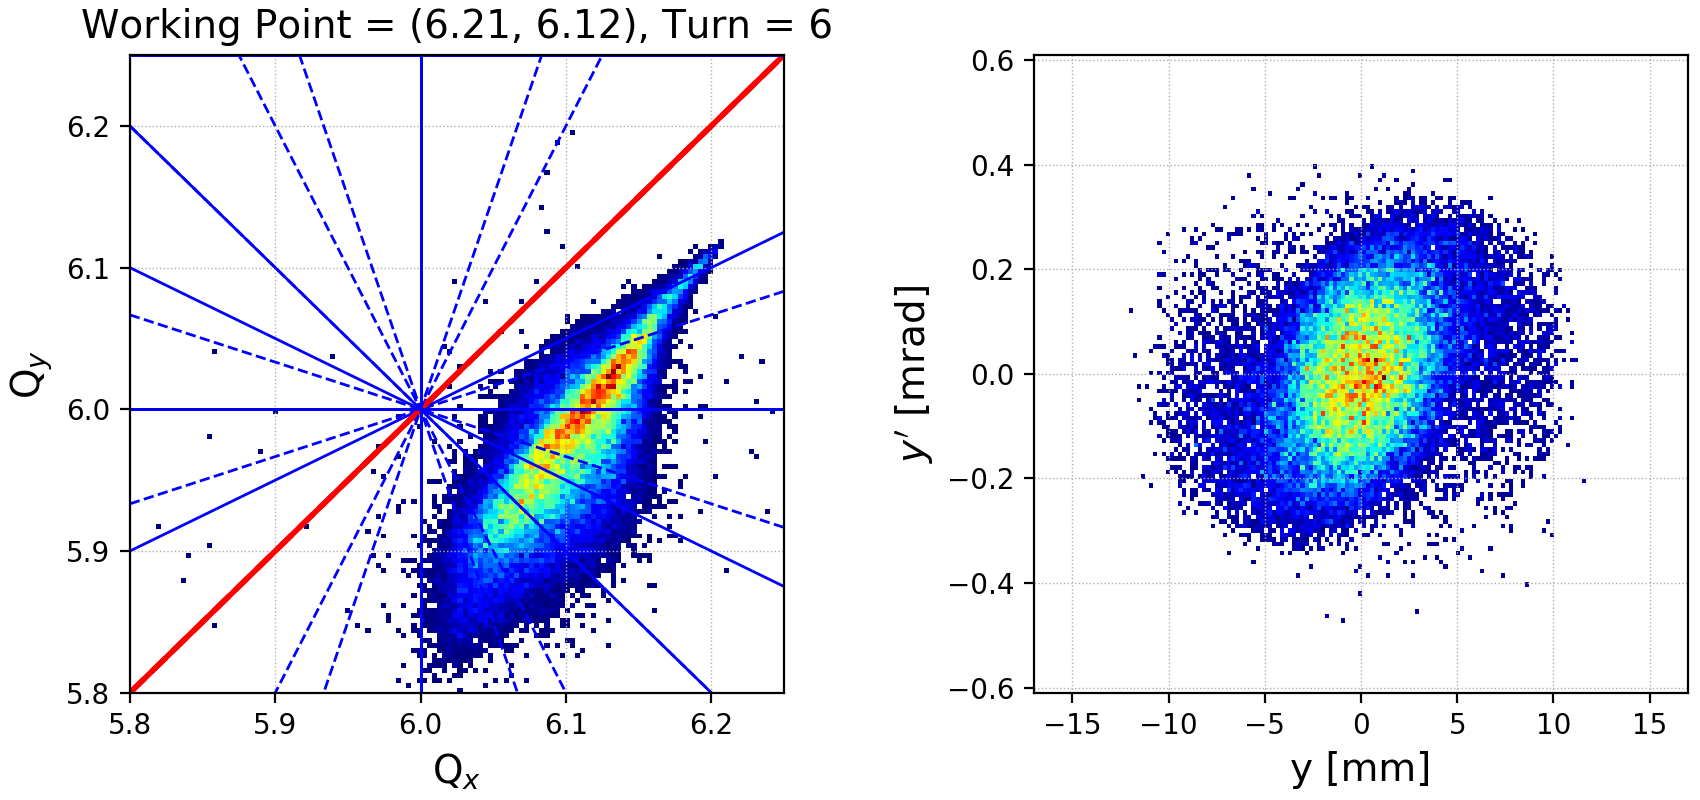 Working Point = (6.21, 6.12), Turn = 6
6.2
6.1
6.0
5.9
5.8
Q_y
5.8 5.9 6.0 6.1 6.2
Q_x
0.6
0.4
0.2
0.0
−0.2
−0.4
−0.6
y′ [mrad]
−15 −10 −5 0 5 10 15
y [mm]